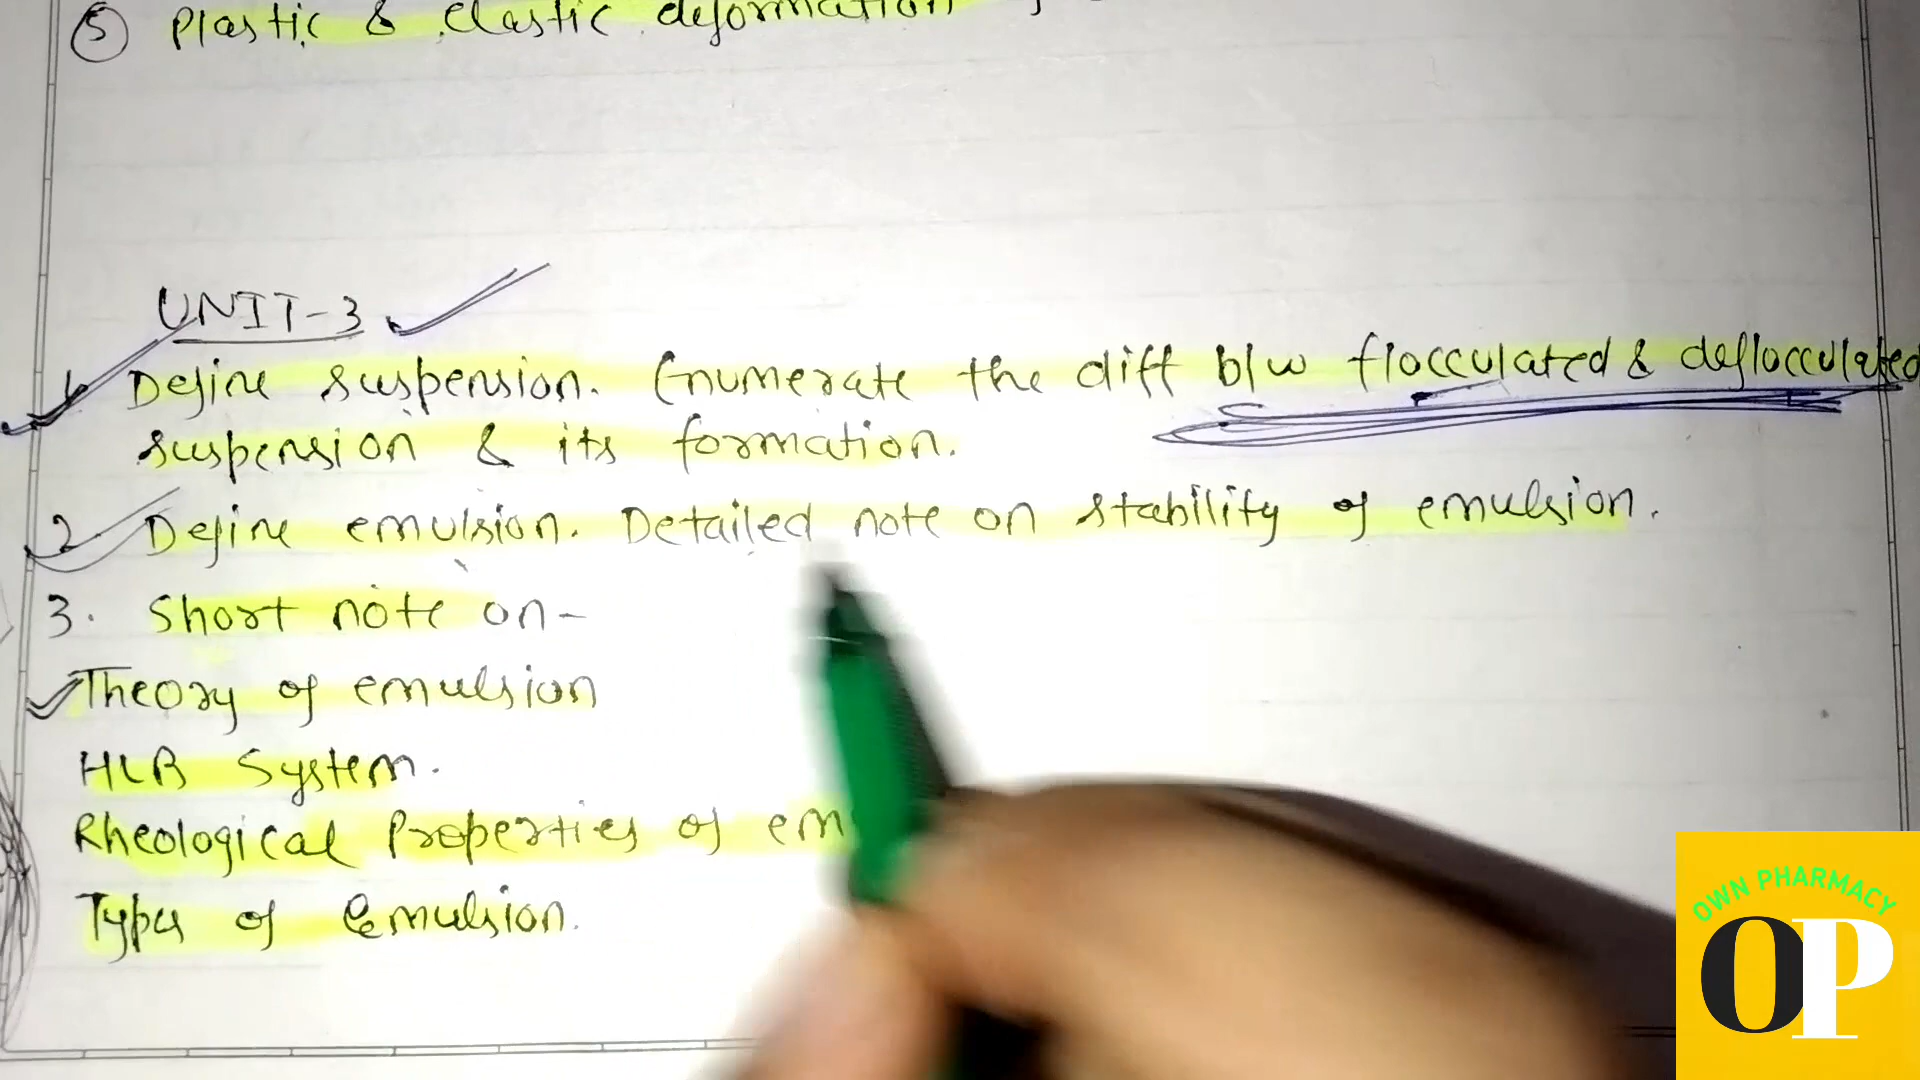 ⑤ Plastic & Elastic deformation
UNIT-3
1. Define suspension. Enumerate the diff b/w flocculated & deflocculated
suspension & its formation.
2. Define emulsion. Detailed note on stability of emulsion.
3. Short note on-
Theory of emulsion
HLB System.
Rheological Properties of em
Types of Emulsion.
OWN PHARMACY
OP